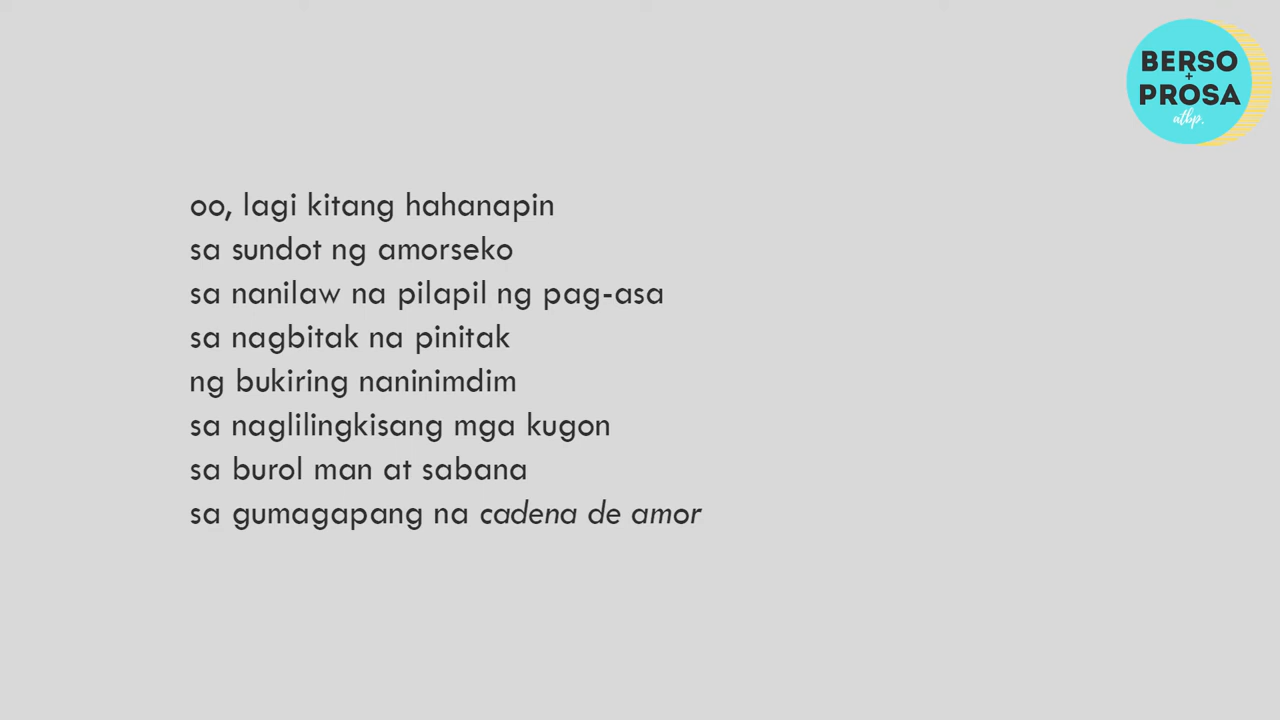 BERSO
+
PROSA
atbp.
oo, lagi kitang hahanapin
sa sundot ng amorseko
sa nanilaw na pilapil ng pag-asa
sa nagbitak na pinitak
ng bukiring naninimdim
sa naglilingkisang mga kugon
sa burol man at sabana
sa gumagapang na cadena de amor